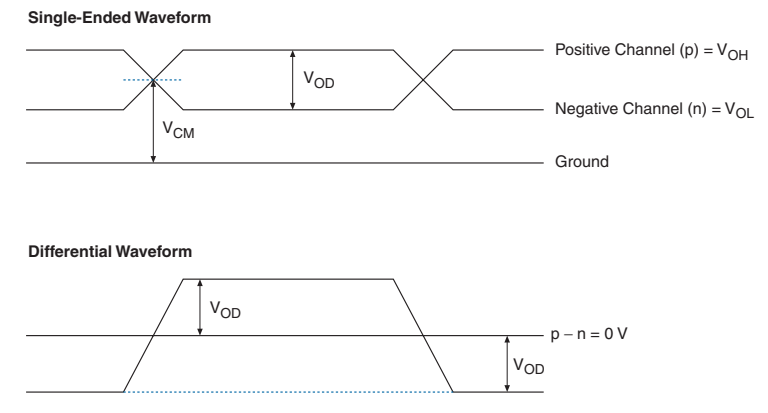 Single-Ended Waveform
Positive Channel (p) = VOH
VOD
Negative Channel (n) = VOL
VCM
Ground
Differential Waveform
VOD
p – n = 0 V
VOD